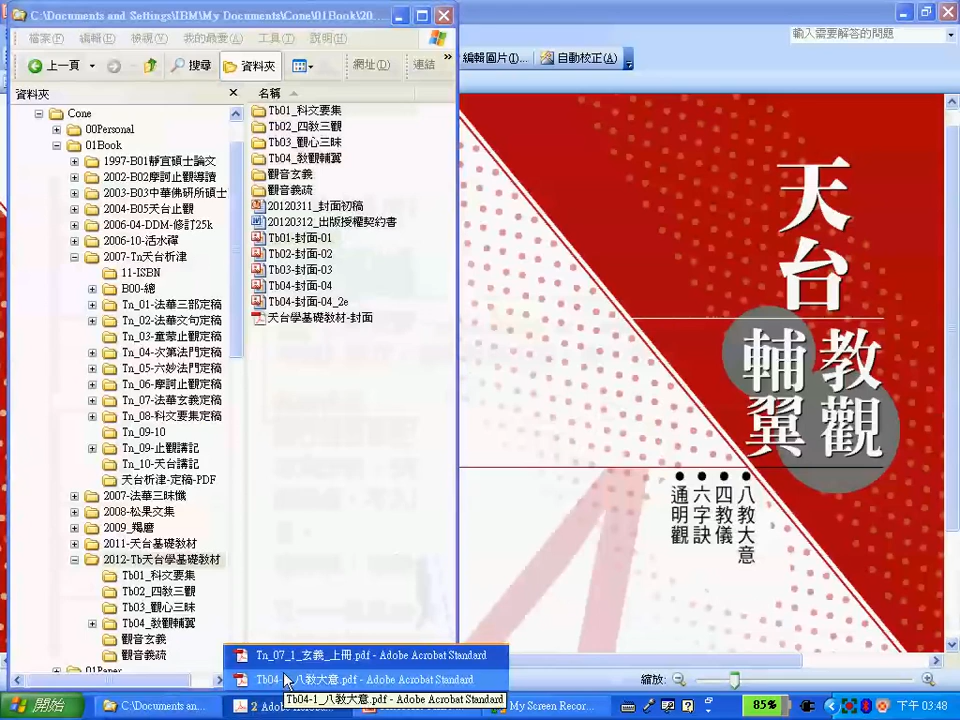 C:\Documents and Settings\IBM\My Documents\Cone\01Book\20...
檔案(F) 編輯(E) 檢視(V) 我的最愛(A) 工具(T) 說明(H)
輸入需要解答的問題
上一頁 搜尋 資料夾 網址(D) 連結
編輯圖片(I)... 自動校正(A)
資料夾
名稱
Cone
00Personal
01Book
1997-B01靜宜碩士論文
2002-B02摩訶止觀導讀
2003-B03中華佛研所碩士
2004-B05天台止觀
2006-04-DDM-修訂25k
2006-10-活水禪
2007-Tn天台析津
11-ISBN
B00-總
Tn_01-法華三部定稿
Tn_02-法華文句定稿
Tn_03-童蒙止觀定稿
Tn_04-次第法門定稿
Tn_05-六妙法門定稿
Tn_06-摩訶止觀定稿
Tn_07-法華玄義定稿
Tn_08-科文要集定稿
Tn_09-10
Tn_09-止觀講記
Tn_10-天台講記
天台析津-定稿-PDF
2007-法華三昧懺
2008-松果文集
2009_羯磨
2011-天台基礎教材
2012-Tb天台學基礎教材
Tb01_科文要集
Tb02_四教三觀
Tb03_觀心三昧
Tb04_教觀輔翼
觀音玄義
觀音義疏
01Paper
Tb01_科文要集
Tb02_四教三觀
Tb03_觀心三昧
Tb04_教觀輔翼
觀音玄義
觀音義疏
20120311_封面初稿
20120312_出版授權契約書
Tb01-封面-01
Tb02-封面-02
Tb03-封面-03
Tb04-封面-04
Tb04-封面-04_2e
天台學基礎教材-封面
天台
教觀
輔翼
八教大意
四教儀
六字訣
通明觀
Tn_07_1_玄義_上冊.pdf - Adobe Acrobat Standard
Tb04-1_八教大意.pdf - Adobe Acrobat Standard
Tb04-1_八教大意.pdf - Adobe Acrobat Standard
縮放:
開始
C:\Documents an...
2 Adobe
My Screen Recor...
85%
下午 03:48